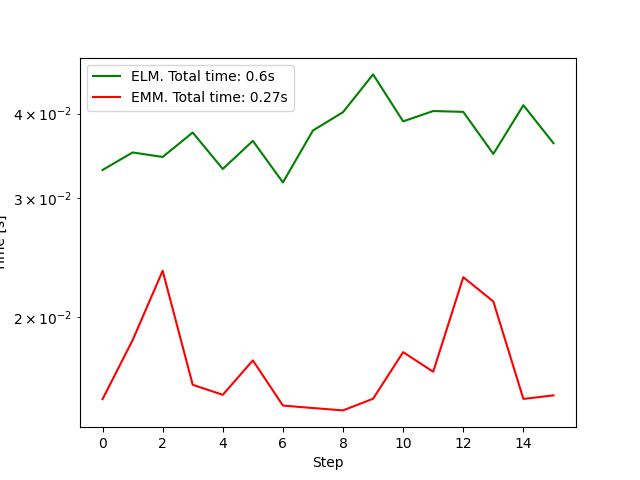 ELM. Total time: 0.6s
EMM. Total time: 0.27s
4 × 10⁻²
3 × 10⁻²
2 × 10⁻²
0 2 4 6 8 10 12 14
Step